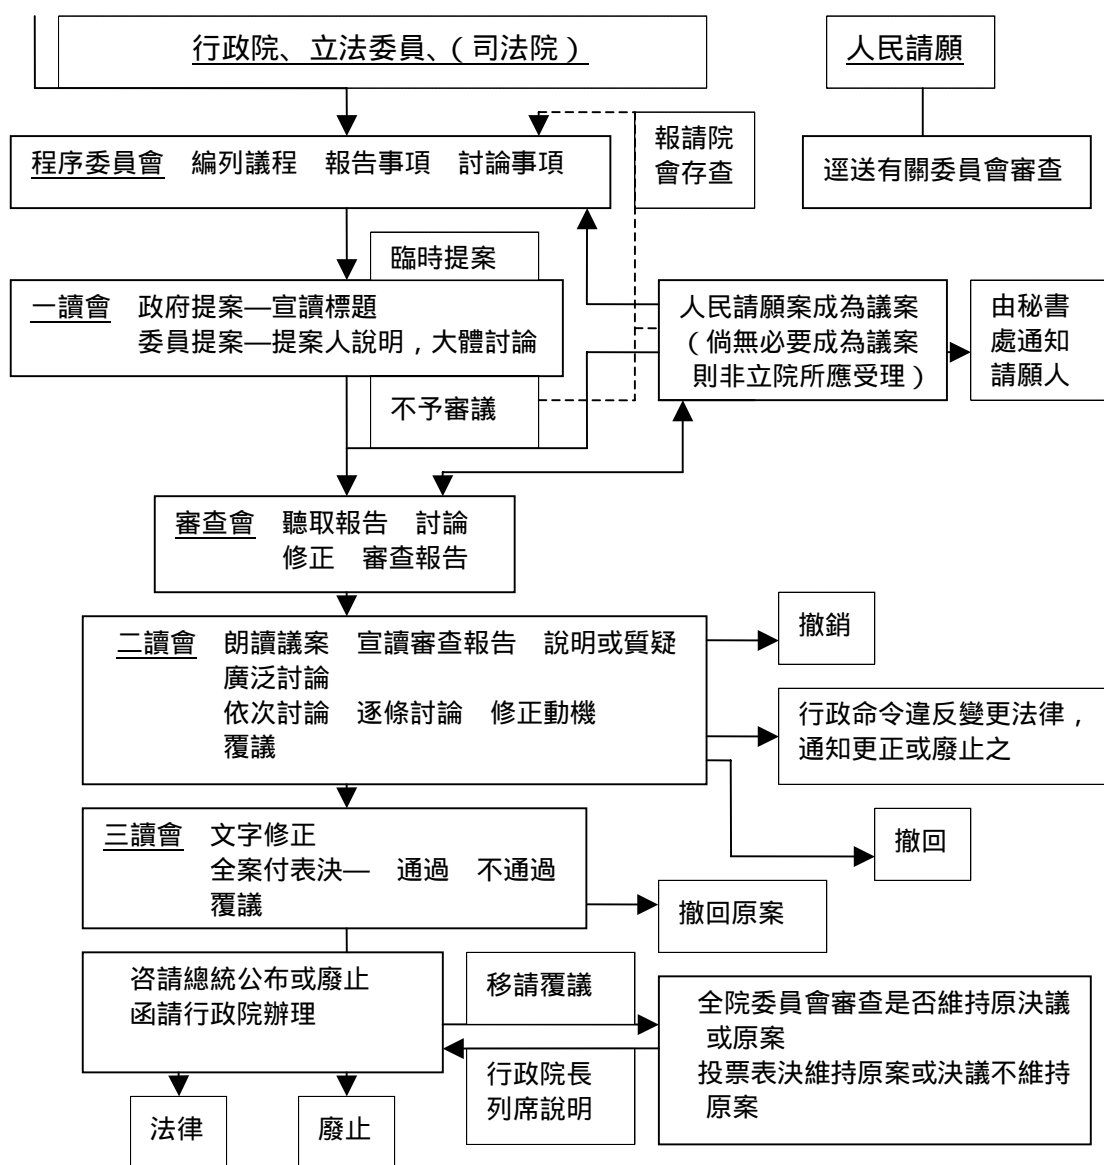 行政院、立法委員、（司法院）
人民請願
程序委員會　編列議程　報告事項　討論事項
報請院
會存查
逕送有關委員會審查
臨時提案
一讀會　政府提案—宣讀標題
委員提案—提案人說明，大體討論
人民請願案成為議案
（倘無必要成為議案
則非立院所應受理）
由秘書
處通知
請願人
不予審議
審查會　聽取報告　討論
修正　審查報告
二讀會　朗讀議案　宣讀審查報告　說明或質疑
廣泛討論
依次討論　逐條討論　修正動機
覆議
撤銷
行政命令違反變更法律，
通知更正或廢止之
撤回
三讀會　文字修正
全案付表決—　通過　不通過
覆議
撤回原案
咨請總統公布或廢止
函請行政院辦理
移請覆議
行政院長
列席說明
全院委員會審查是否維持原決議
或原案
投票表決維持原案或決議不維持
原案
法律
廢止